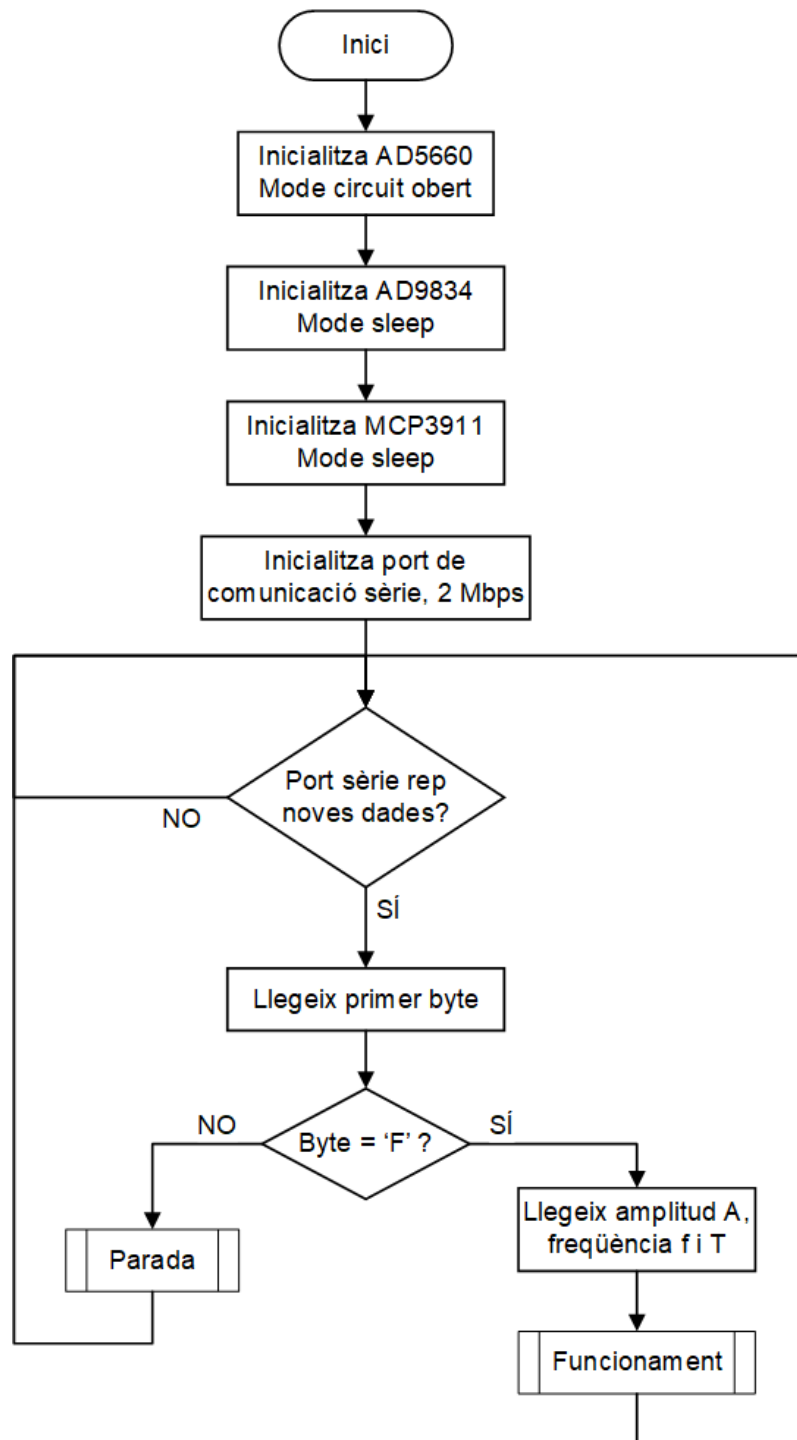 Inici
Inicialitza AD5660
Mode circuit obert
Inicialitza AD9834
Mode sleep
Inicialitza MCP3911
Mode sleep
Inicialitza port de
comunicació sèrie, 2 Mbps
Port sèrie rep
noves dades?
NO
SÍ
Llegeix primer byte
NO
Byte = ‘F’ ?
SÍ
Llegeix amplitud A,
freqüència f i T
Parada
Funcionament